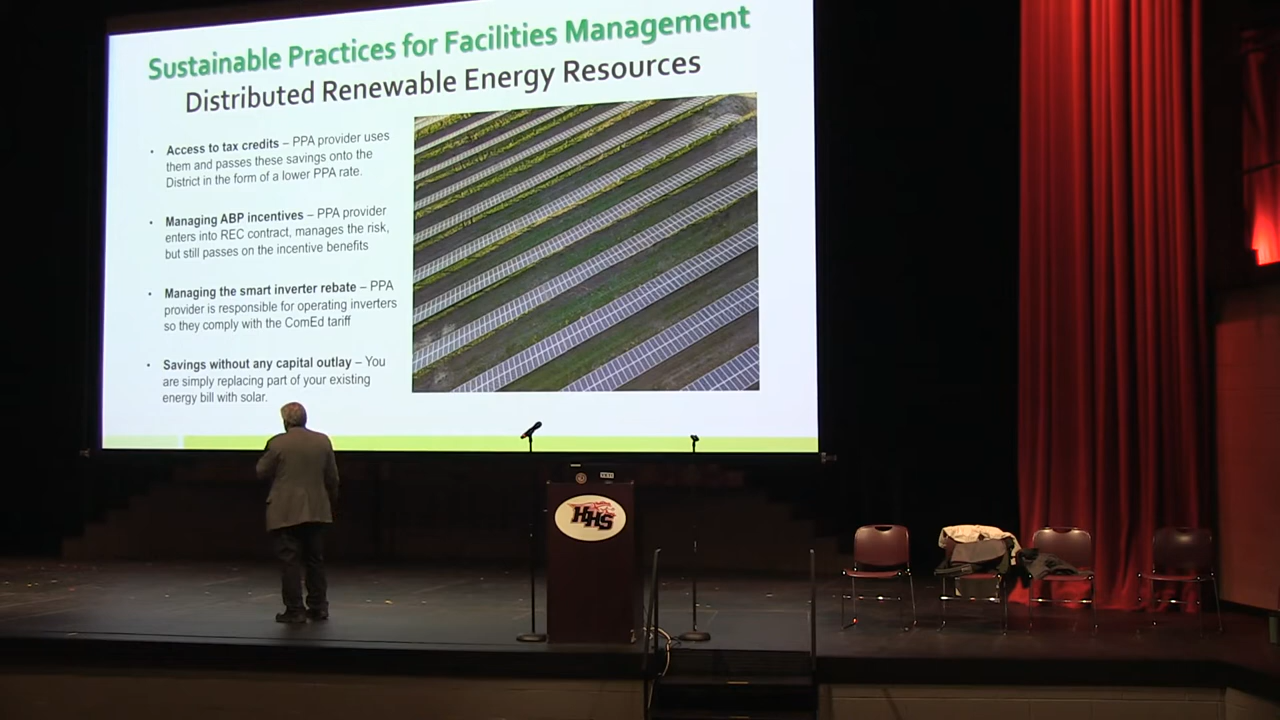 Sustainable Practices for Facilities Management
Distributed Renewable Energy Resources
• Access to tax credits – PPA provider uses
them and passes these savings onto the
District in the form of a lower PPA rate.
• Managing ABP incentives – PPA provider
enters into REC contract, manages the risk,
but still passes on the incentive benefits
• Managing the smart inverter rebate – PPA
provider is responsible for operating inverters
so they comply with the ComEd tariff
• Savings without any capital outlay – You
are simply replacing part of your existing
energy bill with solar.
HHS